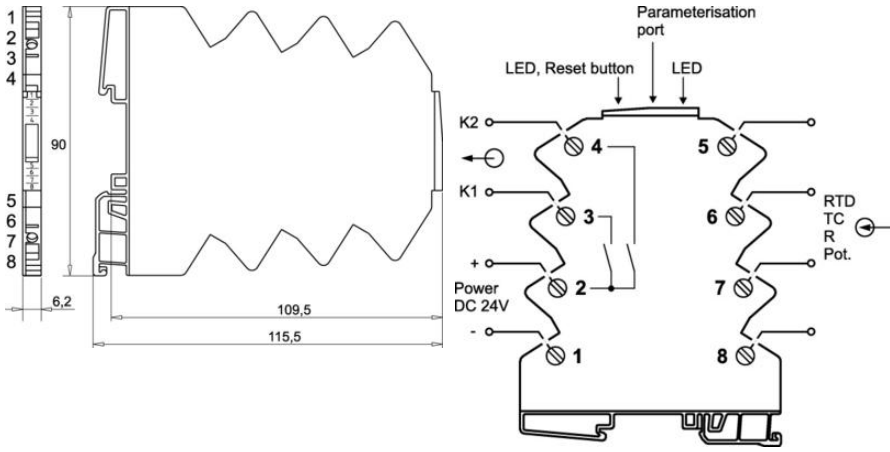 1
2
3
4
5
6
7
8
6,2
90
109,5
115,5
Parameterisation
port
LED, Reset button
LED
K2
4
5
K1
3
6
RTD
TC
R
Pot.
+
2
7
Power
DC 24V
-
1
8